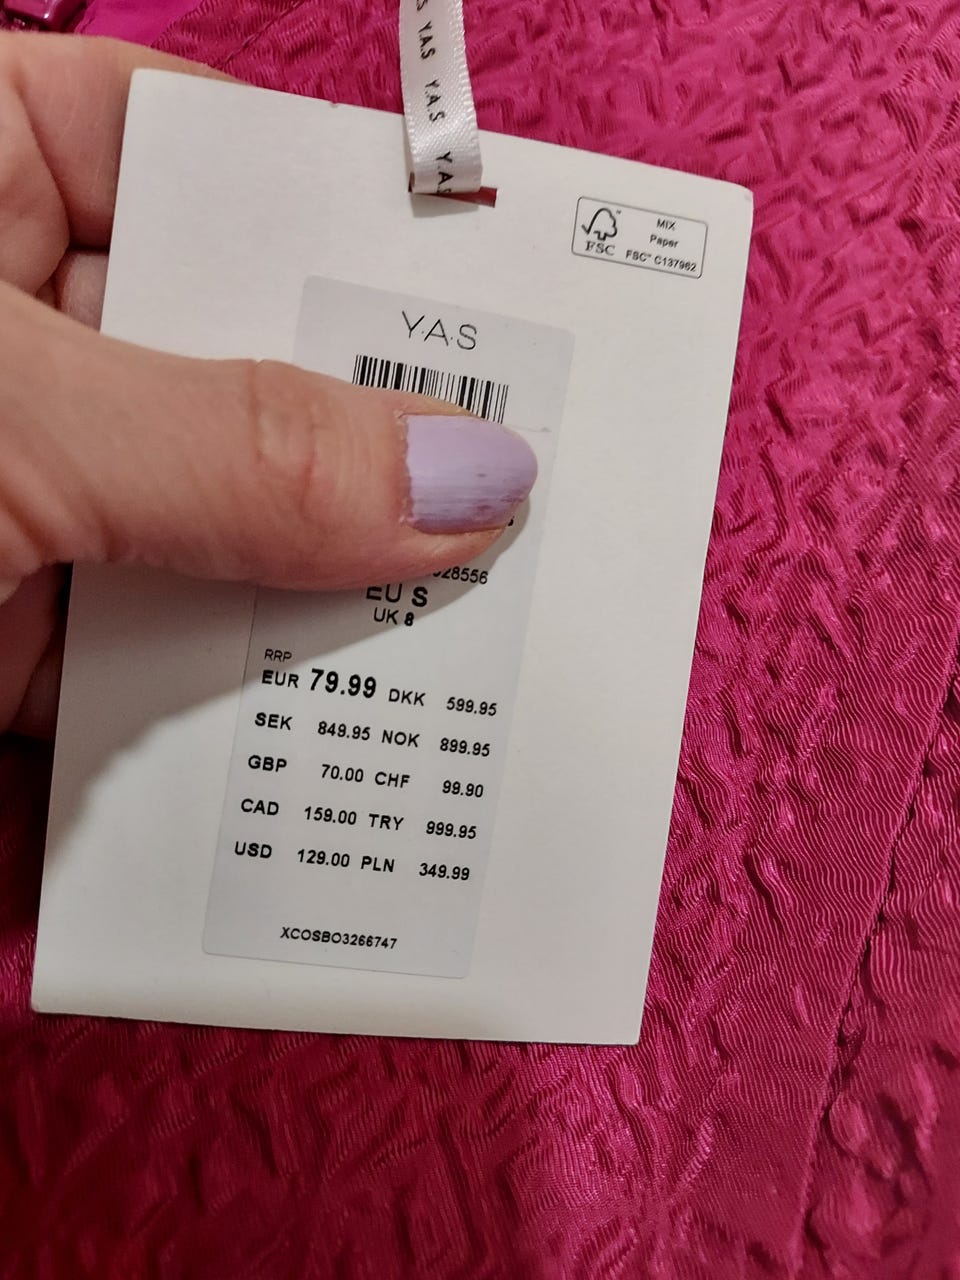 Y.A.S Y.A.S
MIX
Paper
FSC FSC™ C137962
Y.A.S
EU S
UK 8
RRP
EUR 79.99 DKK 599.95
SEK 849.95 NOK 899.95
GBP 70.00 CHF 99.90
CAD 159.00 TRY 999.95
USD 129.00 PLN 349.99
XCOSBO3266747